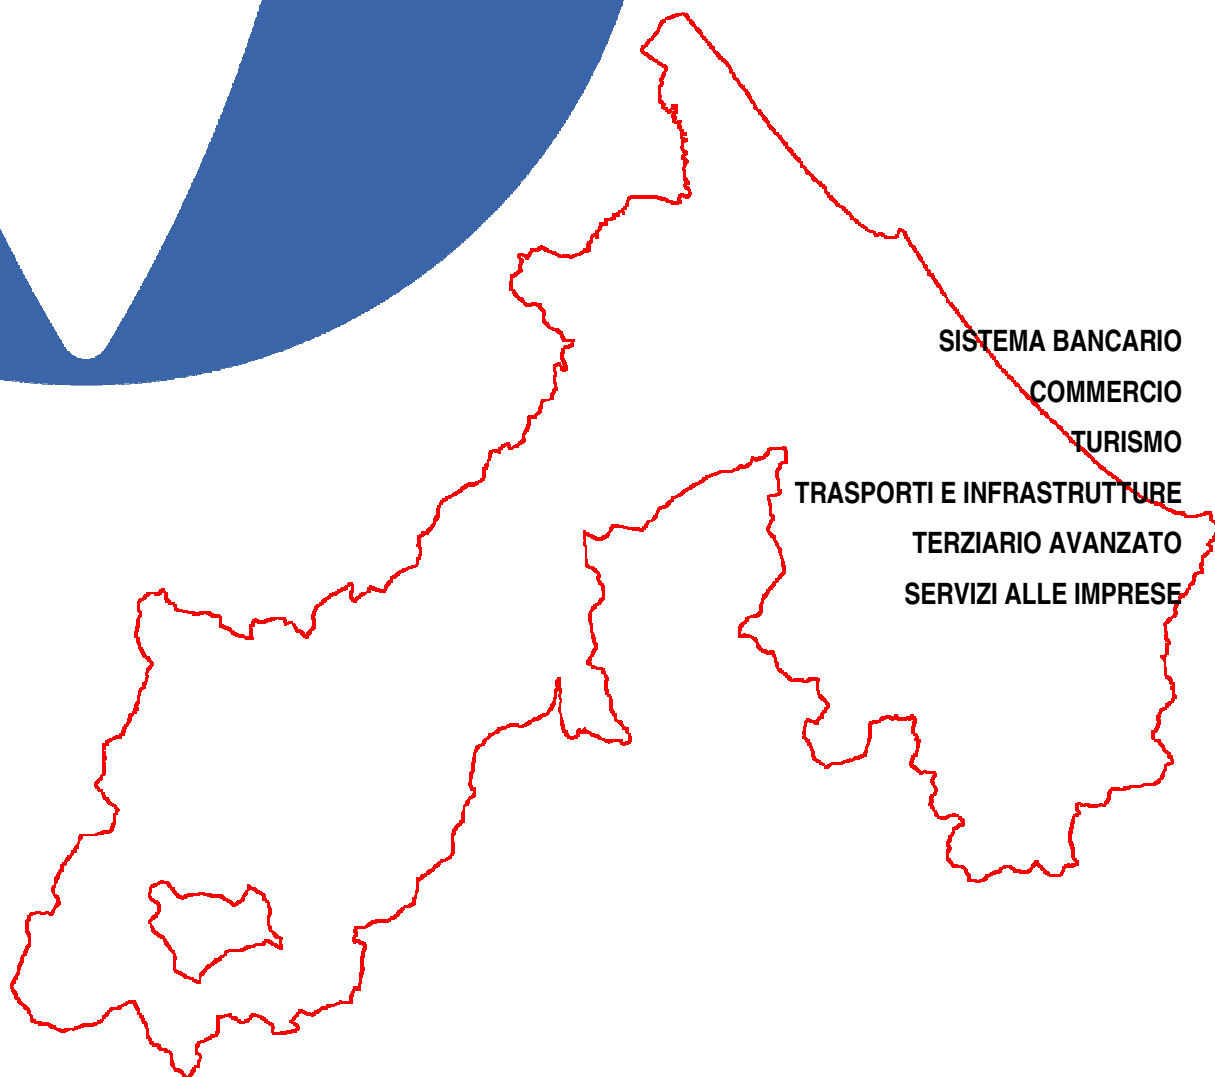 SISTEMA BANCARIO
COMMERCIO
TURISMO
TRASPORTI E INFRASTRUTTURE
TERZIARIO AVANZATO
SERVIZI ALLE IMPRESE